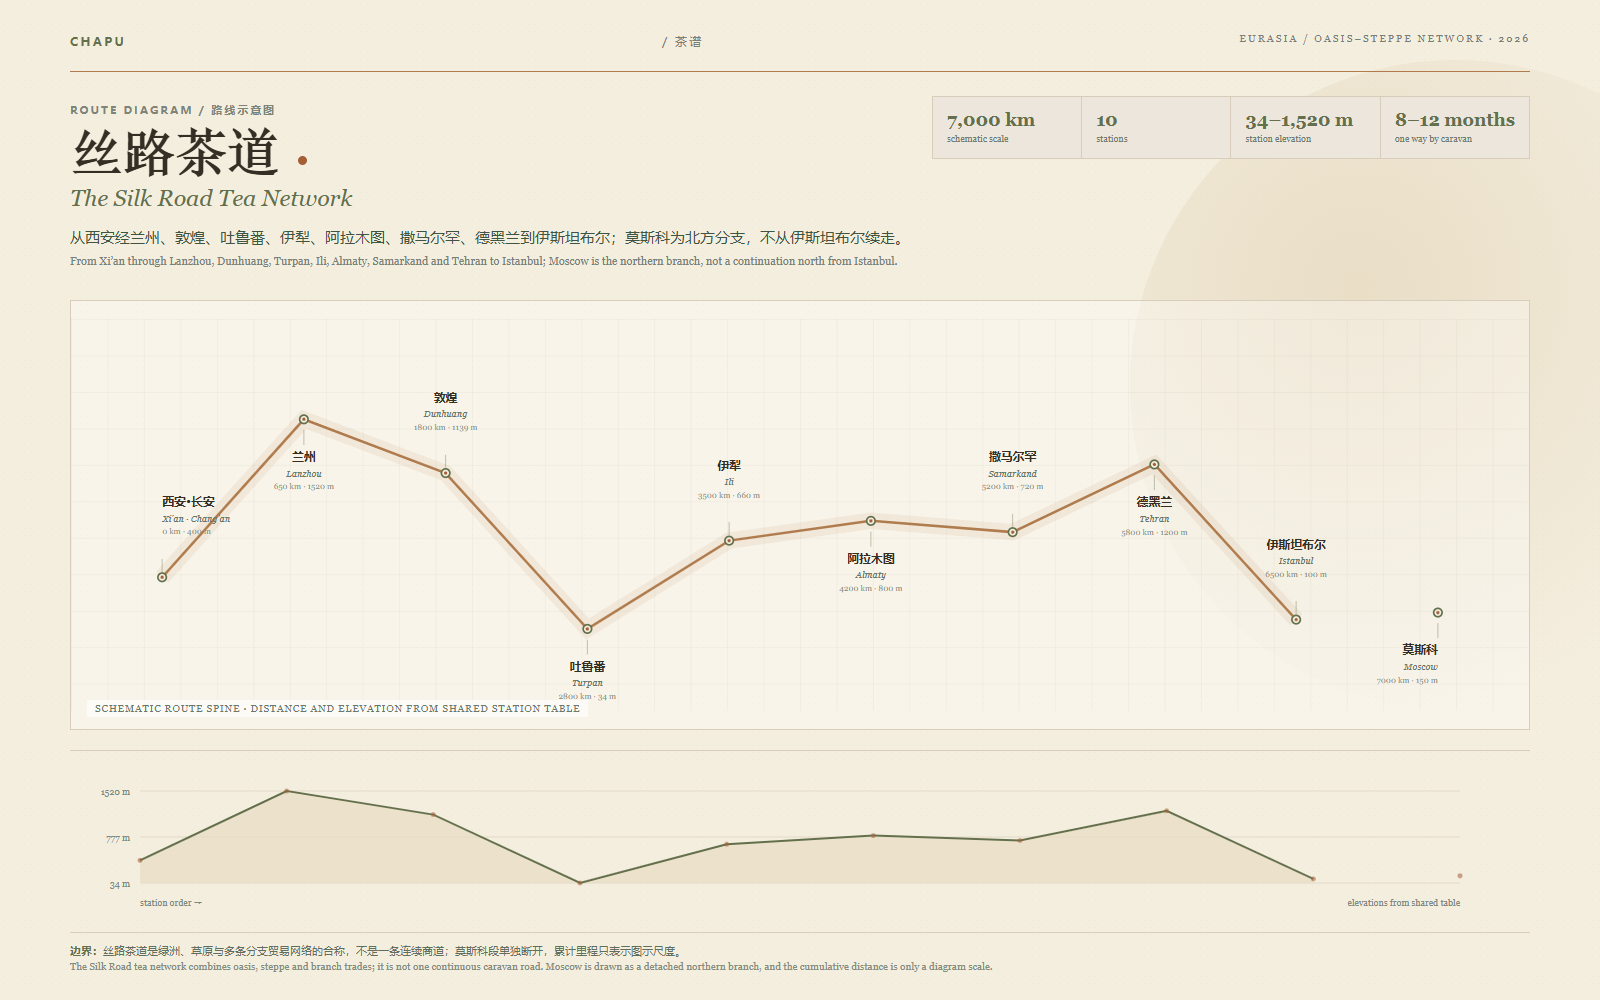 CHAPU
/ 茶谱
EURASIA / OASIS–STEPPE NETWORK · 2026
ROUTE DIAGRAM / 路线示意图
丝路茶道
The Silk Road Tea Network
从西安经兰州、敦煌、吐鲁番、伊犁、阿拉木图、撒马尔罕、德黑兰到伊斯坦布尔；莫斯科为北方分支，不从伊斯坦布尔续走。
From Xi'an through Lanzhou, Dunhuang, Turpan, Ili, Almaty, Samarkand and Tehran to Istanbul; Moscow is the northern branch, not a continuation north from Istanbul.
7,000 km
schematic scale
10
stations
34–1,520 m
station elevation
8–12 months
one way by caravan
西安·长安
Xi'an · Chang'an
0 km · 400 m
兰州
Lanzhou
650 km · 1520 m
敦煌
Dunhuang
1800 km · 1139 m
吐鲁番
Turpan
2800 km · 34 m
伊犁
Ili
3500 km · 660 m
阿拉木图
Almaty
4200 km · 800 m
撒马尔罕
Samarkand
5200 km · 720 m
德黑兰
Tehran
5800 km · 1200 m
伊斯坦布尔
Istanbul
6500 km · 100 m
莫斯科
Moscow
7000 km · 150 m
SCHEMATIC ROUTE SPINE · DISTANCE AND ELEVATION FROM SHARED STATION TABLE
1520 m
777 m
34 m
station order →
elevations from shared table
边界：丝路茶道是绿洲、草原与多条分支贸易网络的合称，不是一条连续商道；莫斯科段单独断开，累计里程只表示图示尺度。
The Silk Road tea network combines oasis, steppe and branch trades; it is not one continuous caravan road. Moscow is drawn as a detached northern branch, and the cumulative distance is only a diagram scale.